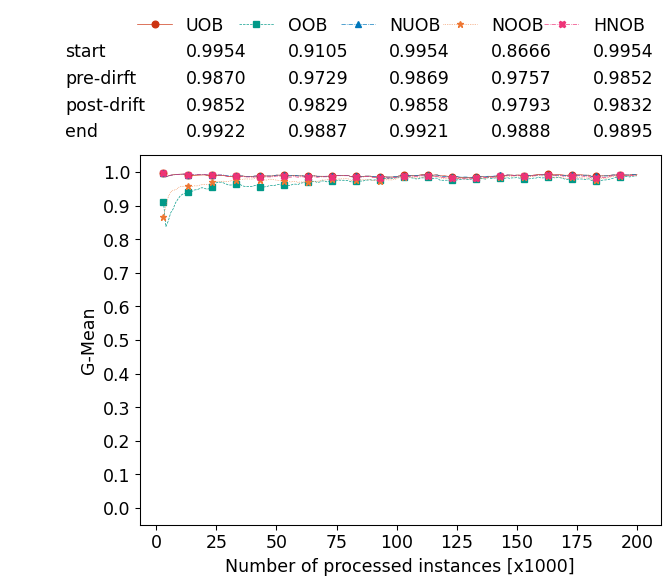 UOB OOB NUOB NOOB HNOB
start 0.9954 0.9105 0.9954 0.8666 0.9954
pre-dirft 0.9870 0.9729 0.9869 0.9757 0.9852
post-drift 0.9852 0.9829 0.9858 0.9793 0.9832
end 0.9922 0.9887 0.9921 0.9888 0.9895
1.0
0.9
0.8
0.7
0.6
0.5
0.4
0.3
0.2
0.1
0.0
G-Mean
0 25 50 75 100 125 150 175 200
Number of processed instances [x1000]